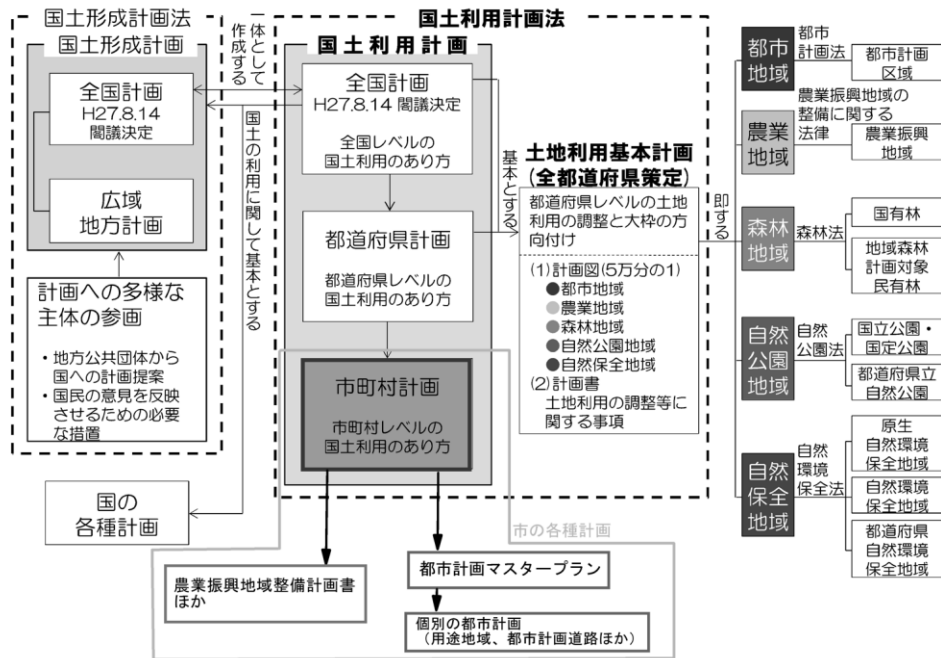 国土形成計画法
国土形成計画
全国計画
H27.8.14
閣議決定
広域
地方計画
計画への多様な
主体の参画
・地方公共団体から
国への計画提案
・国民の意見を反映
させるための必要
な措置
国の
各種計画
一体として
作成する
国土の利用に関して基本とする
国土利用計画法
国土利用計画
全国計画
H27.8.14 閣議決定
全国レベルの
国土利用のあり方
都道府県計画
都道府県レベルの
国土利用のあり方
市町村計画
市町村レベルの
国土利用のあり方
基本とする
土地利用基本計画
(全都道府県策定)
都道府県レベルの土地
利用の調整と大枠の方
向付け
(1)計画図(5万分の1)
●都市地域
●農業地域
●森林地域
●自然公園地域
●自然保全地域
(2)計画書
土地利用の調整等に
関する事項
市の各種計画
農業振興地域整備計画書
ほか
都市計画マスタープラン
個別の都市計画
(用途地域、都市計画道路ほか)
即する
都市
地域
都市
計画法
都市計画
区域
農業
地域
農業振興地域の
整備に関する
法律
農業振興
地域
森林
地域
森林法
国有林
地域森林
計画対象
民有林
自然
公園
地域
自然
公園法
国立公園・
国定公園
都道府県立
自然公園
自然
保全
地域
自然
環境
保全法
原生
自然環境
保全地域
自然環境
保全地域
都道府県
自然環境
保全地域